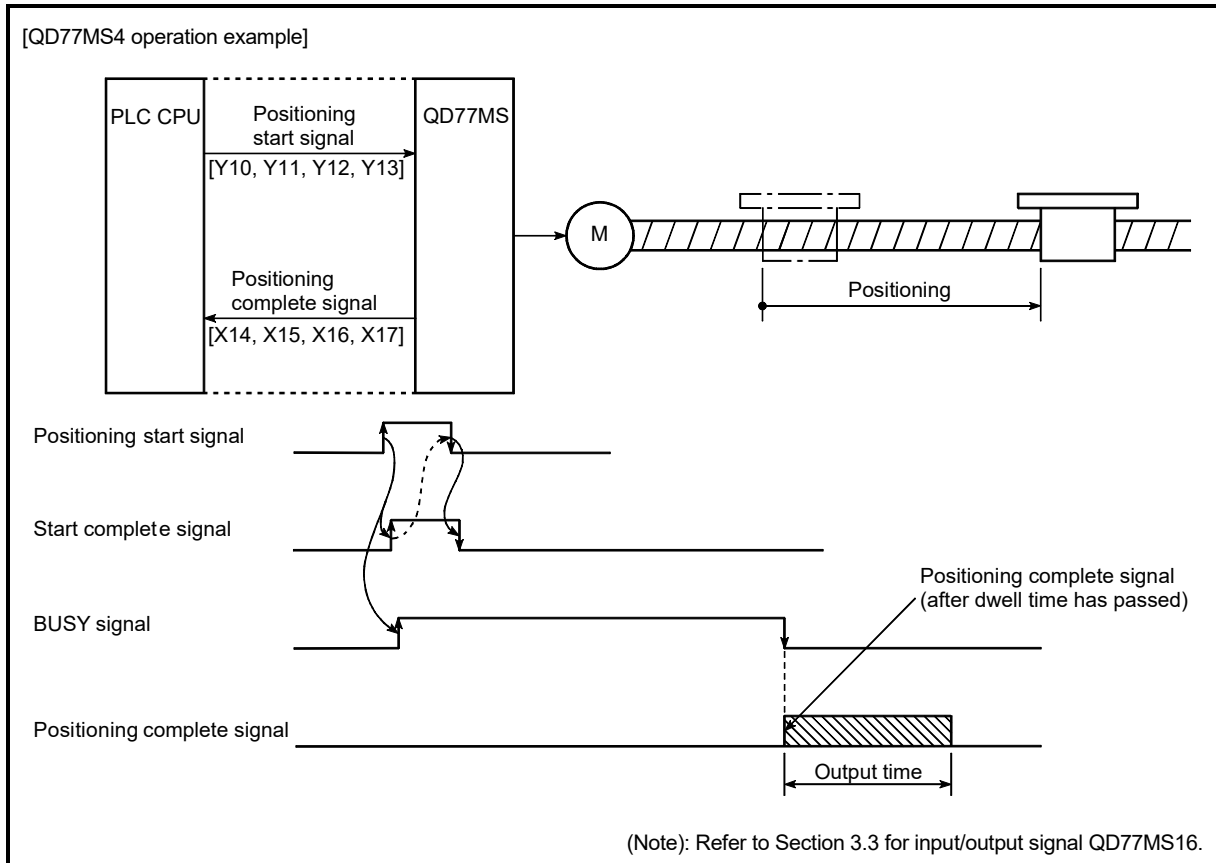 [QD77MS4 operation example]
PLC CPU
Positioning
start signal
[Y10, Y11, Y12, Y13]
QD77MS
M
Positioning
complete signal
[X14, X15, X16, X17]
Positioning
Positioning start signal
Start complete signal
Positioning complete signal
(after dwell time has passed)
BUSY signal
Positioning complete signal
Output time
(Note): Refer to Section 3.3 for input/output signal QD77MS16.